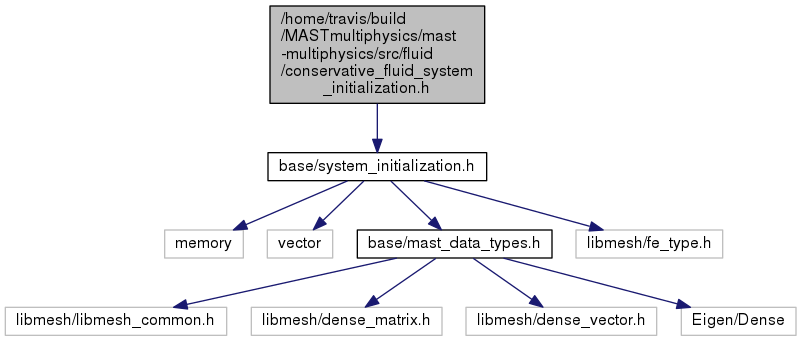 /home/travis/build
/MASTmultiphysics/mast
-multiphysics/src/fluid
/conservative_fluid_system
_initialization.h
base/system_initialization.h
memory
vector
base/mast_data_types.h
libmesh/fe_type.h
libmesh/libmesh_common.h
libmesh/dense_matrix.h
libmesh/dense_vector.h
Eigen/Dense